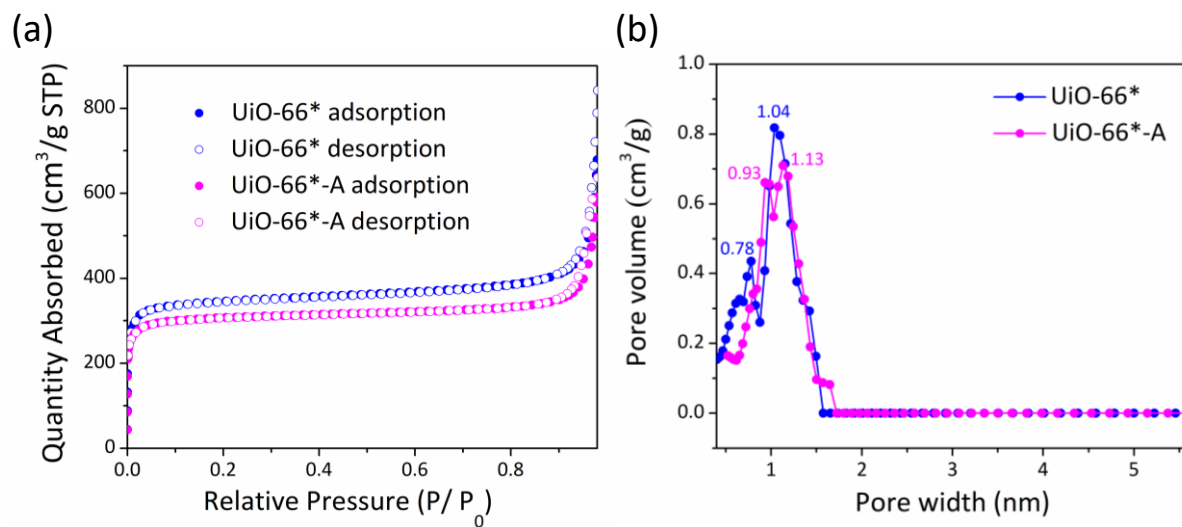 (a)
Quantity Absorbed (cm³/g STP)
800
600
400
200
0
UiO-66* adsorption
UiO-66* desorption
UiO-66*-A adsorption
UiO-66*-A desorption
0.0 0.2 0.4 0.6 0.8
Relative Pressure (P/ P₀)
(b)
Pore volume (cm³/g)
1.0
0.8
0.6
0.4
0.2
0.0
UiO-66*
UiO-66*-A
1.04
1.13
0.93
0.78
1 2 3 4 5
Pore width (nm)